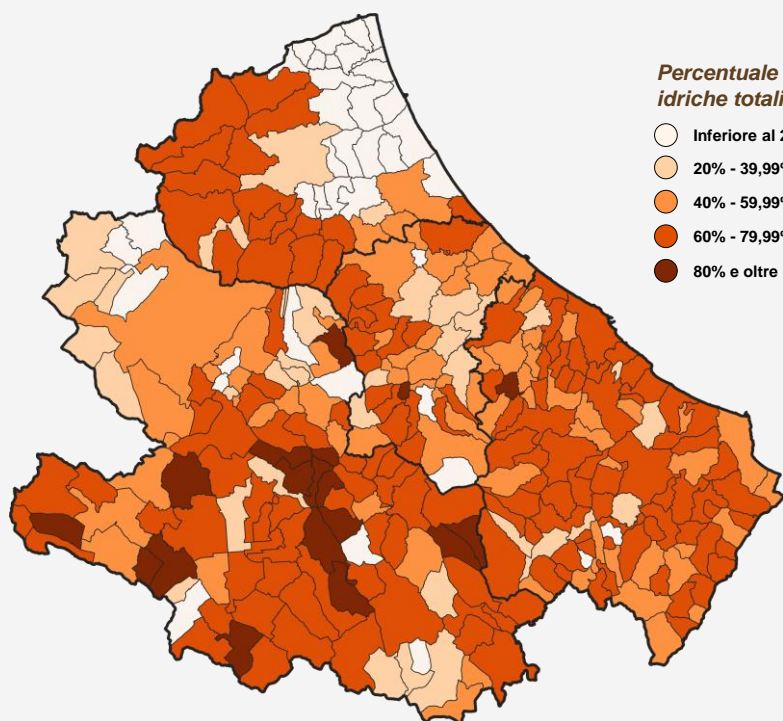 Percentuale
idriche totali
Inferiore al 2
20% - 39,99%
40% - 59,99%
60% - 79,99%
80% e oltre